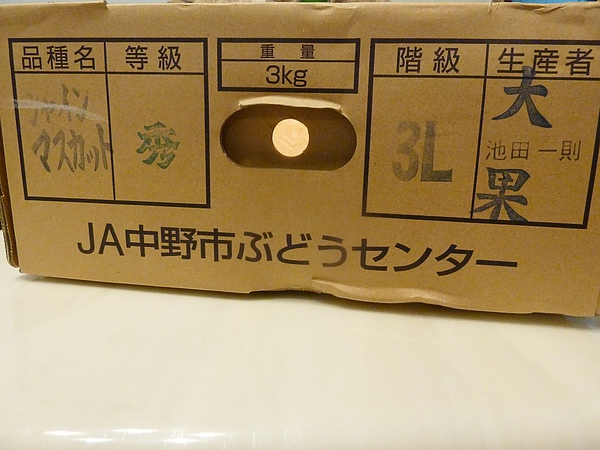 品種名
シャイン
マスカット
等級
秀
重量
3kg
階級
3L
生産者
大
池田 一則
果
JA中野市ぶどうセンター